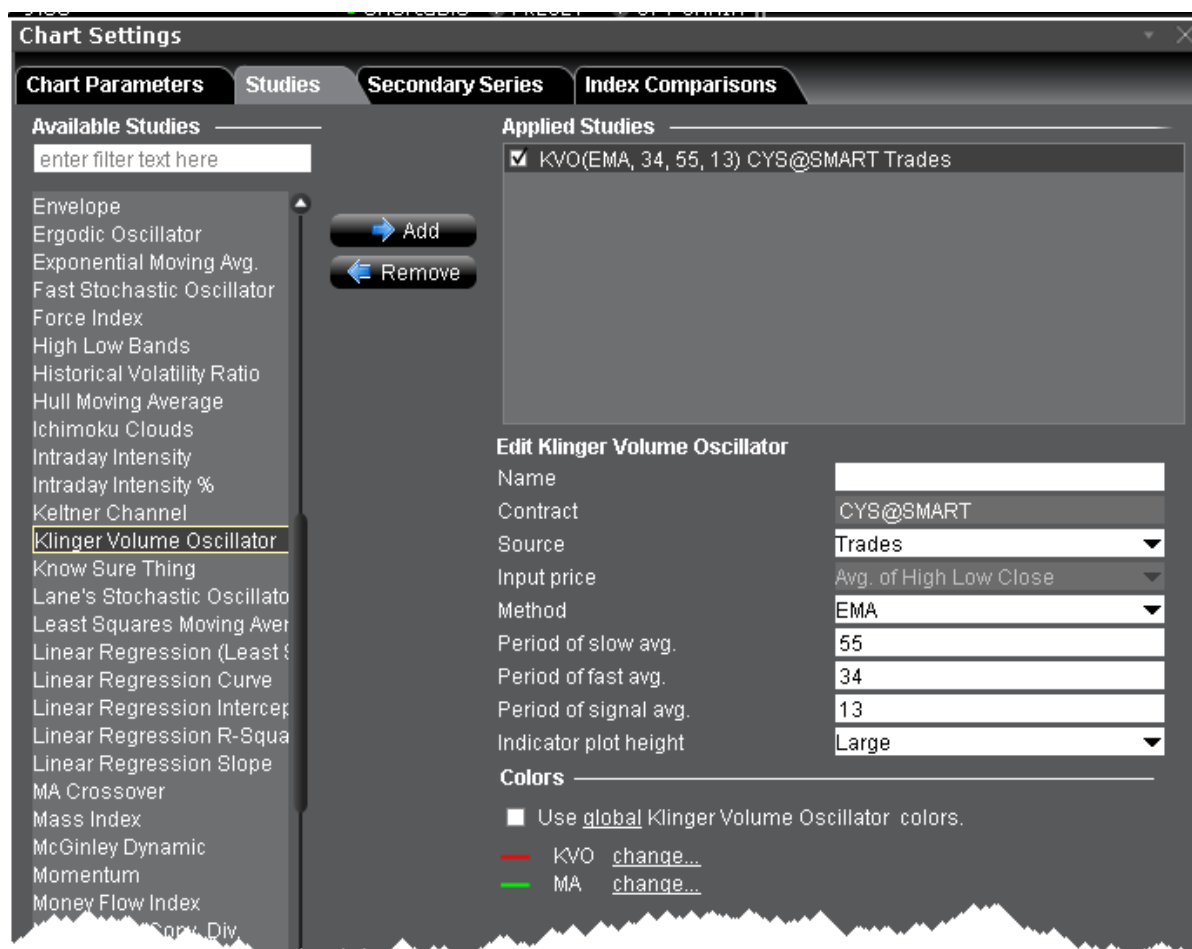 Chart Settings
Chart Parameters
Studies
Secondary Series
Index Comparisons
Available Studies
enter filter text here
Envelope
Ergodic Oscillator
Exponential Moving Avg.
Fast Stochastic Oscillator
Force Index
High Low Bands
Historical Volatility Ratio
Hull Moving Average
Ichimoku Clouds
Intraday Intensity
Intraday Intensity %
Keltner Channel
Klinger Volume Oscillator
Know Sure Thing
Lane's Stochastic Oscillato
Least Squares Moving Aver
Linear Regression (Least S
Linear Regression Curve
Linear Regression Intercep
Linear Regression R-Squa
Linear Regression Slope
MA Crossover
Mass Index
McGinley Dynamic
Momentum
Money Flow Index
Div.
Add
Remove
Applied Studies
KVO(EMA, 34, 55, 13) CYS@SMART Trades
Edit Klinger Volume Oscillator
Name
Contract CYS@SMART
Source Trades
Input price Avg. of High Low Close
Method EMA
Period of slow avg. 55
Period of fast avg. 34
Period of signal avg. 13
Indicator plot height Large
Colors
Use global Klinger Volume Oscillator colors.
KVO change...
MA change...